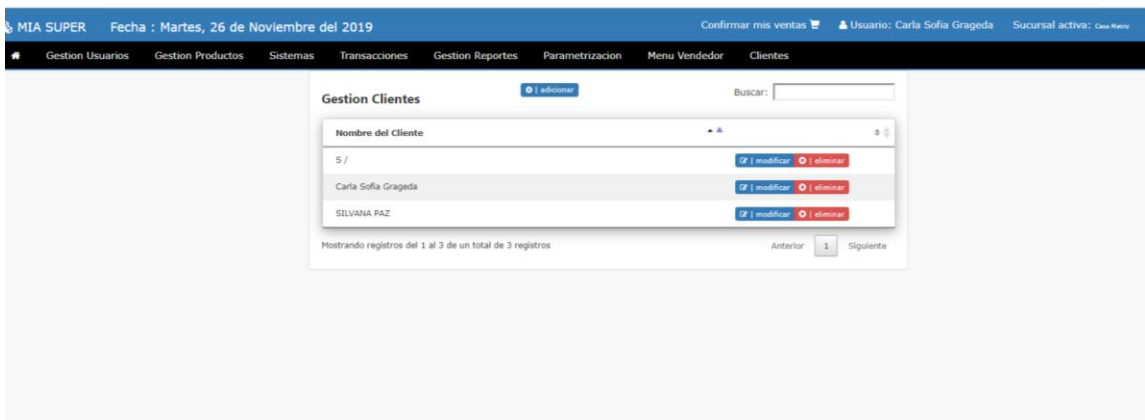 MIA SUPER Fecha : Martes, 26 de Noviembre del 2019 Confirmar mis ventas Usuario: Carla Sofia Grageda Sucursal activa: Casa Matriz
Gestion Usuarios Gestion Productos Sistemas Transacciones Gestion Reportes Parametrizacion Menu Vendedor Clientes
Gestion Clientes | adicionar Buscar:
Nombre del Cliente
S /
| modificar | eliminar
Carla Sofia Grageda
| modificar | eliminar
SILVANA PAZ
| modificar | eliminar
Mostrando registros del 1 al 3 de un total de 3 registros Anterior 1 Siguiente